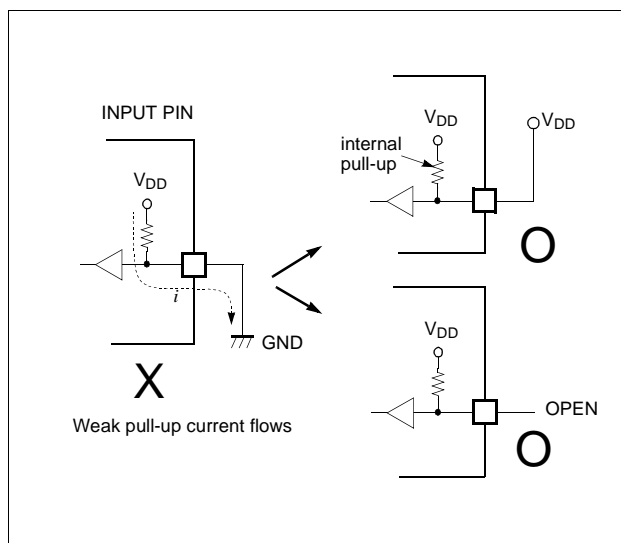 INPUT PIN
VDD
i
GND
X
Weak pull-up current flows
VDD
internal
pull-up
VDD
O
VDD
OPEN
O